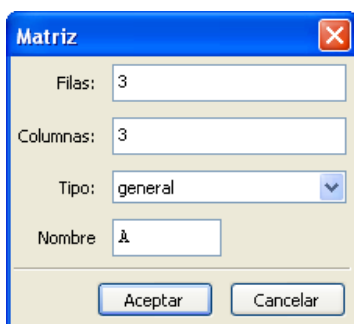 Matriz
Filas: 3
Columnas: 3
Tipo: general
Nombre A
Aceptar Cancelar